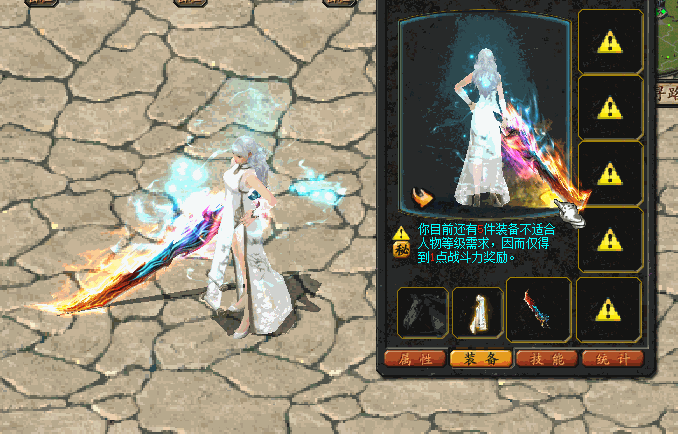 寻路
你目前还有5件装备不适合
人物等级需求，因而仅得
到1点战斗力奖励。
秘
属性
装备
技能
统计